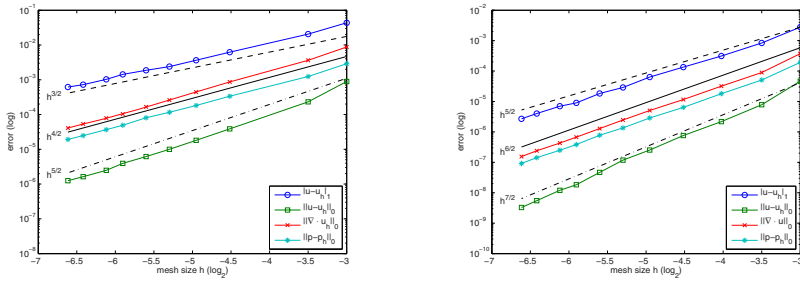 10^−1
10^−2
10^−3
10^−4
10^−5
10^−6
10^−7
10^−8
error (log)
h^3/2
h^4/2
h^5/2
|u−u_h|_1
||u−u_h||_0
||∇ · u_h||_0
||p−p_h||_0
−7
−6.5
−6
−5.5
−5
−4.5
−4
−3.5
−3
mesh size h (log_2)
10^−2
10^−3
10^−4
10^−5
10^−6
10^−7
10^−8
10^−9
10^−10
error (log)
h^5/2
h^6/2
h^7/2
|u−u_h|_1
||u−u_h||_0
||∇ · u||_0
||p−p_h||_0
−7
−6.5
−6
−5.5
−5
−4.5
−4
−3.5
−3
mesh size h (log_2)